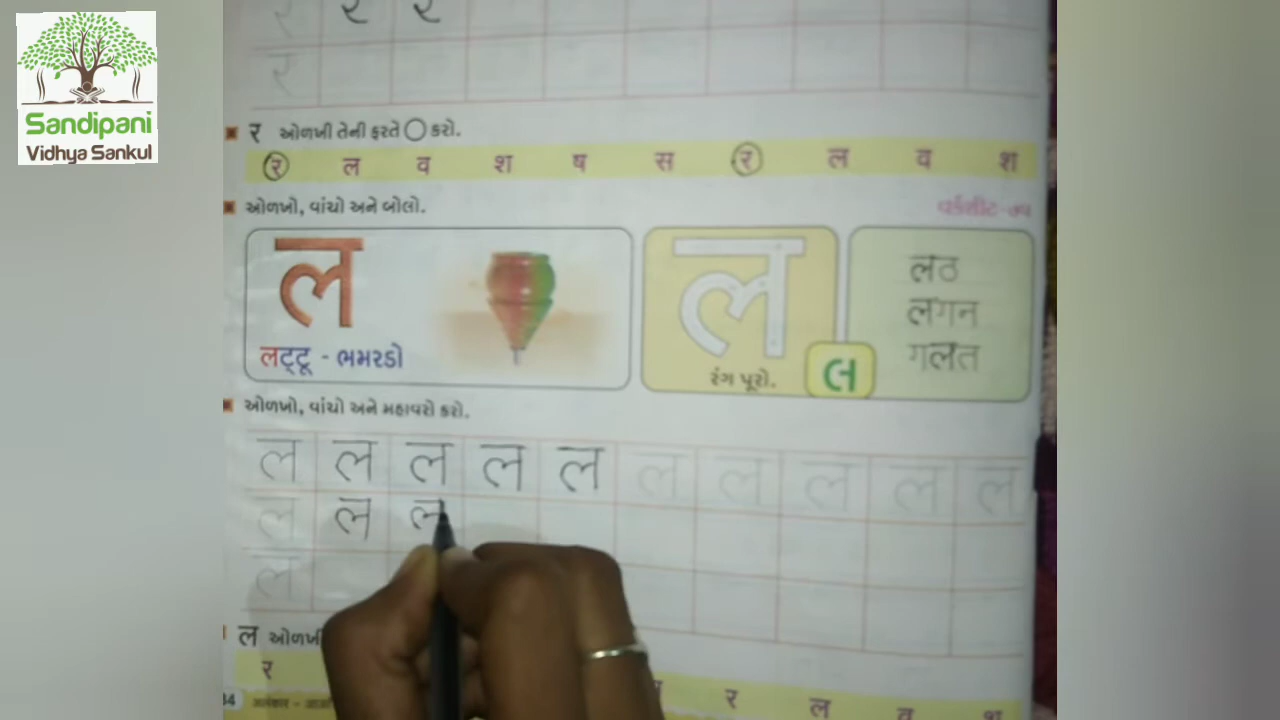 Sandipani
Vidhya Sankul
र र र
र
र ઓળખી તેની ફરતે ◯ કરો.
र ल व श ष स र ल व श
ઓળખો, વાંચો અને બોલો.
ल
लट्टू - ભમરડો
ल
રંગ પૂરો.
લ
लठ
लगन
गलत
ઓળખો, વાંચો અને મહાવરો કરો.
ल ल ल ल ल ल ल ल ल ल
ल ल ल
ल
ल ઓળખી
र र ल व श